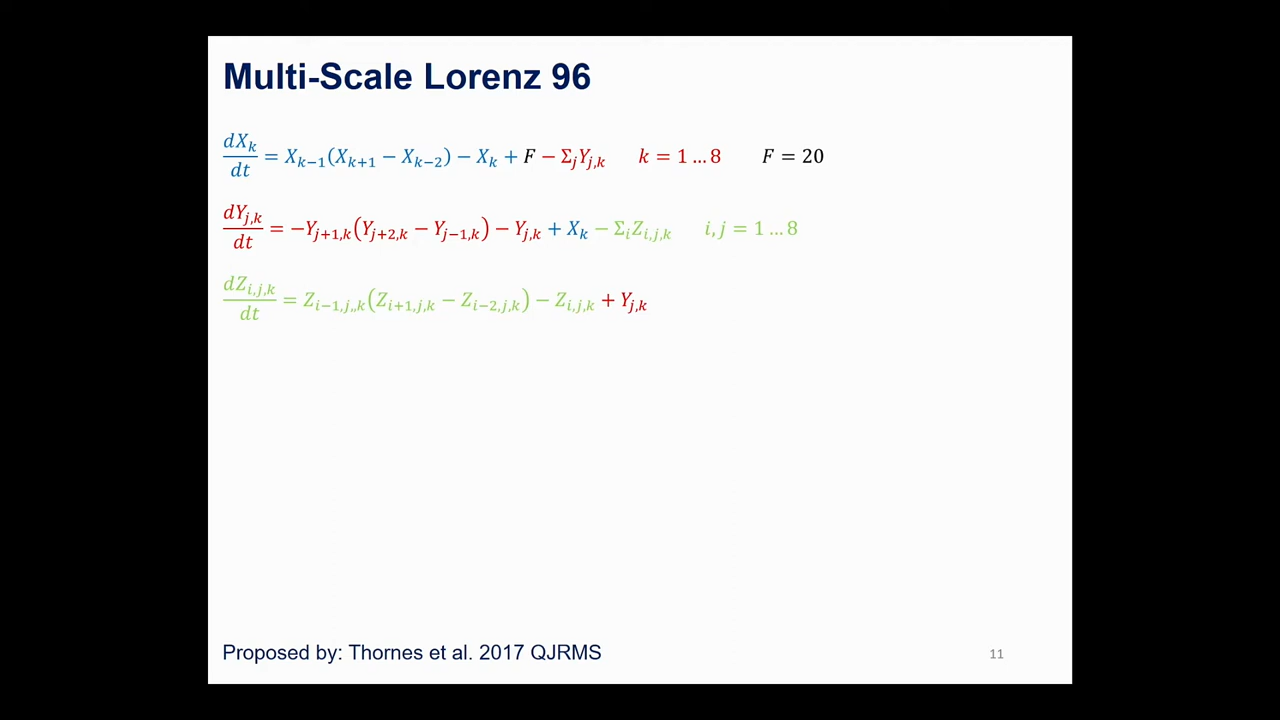 Multi-Scale Lorenz 96
dX_k/dt = X_{k−1}(X_{k+1} − X_{k−2}) − X_k + F − Σ_j Y_{j,k} k = 1 … 8 F = 20
dY_{j,k}/dt = −Y_{j+1,k}(Y_{j+2,k} − Y_{j−1,k}) − Y_{j,k} + X_k − Σ_i Z_{i,j,k} i, j = 1 … 8
dZ_{i,j,k}/dt = Z_{i−1,j,,k}(Z_{i+1,j,k} − Z_{i−2,j,k}) − Z_{i,j,k} + Y_{j,k}
Proposed by: Thornes et al. 2017 QJRMS
11